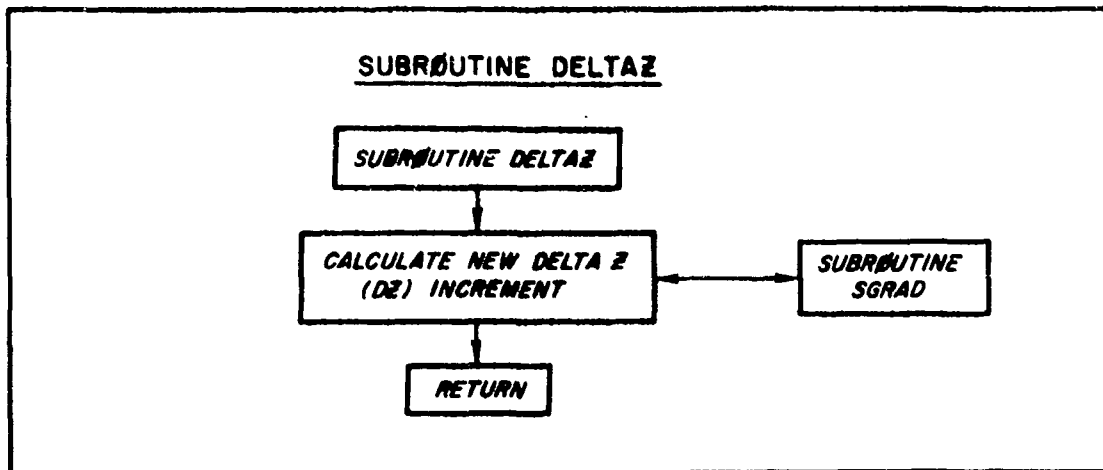 SUBRØUTINE DELTAZ
SUBRØUTINE DELTAZ
CALCULATE NEW DELTA Z
(DZ) INCREMENT
SUBRØUTINE
SGRAD
RETURN